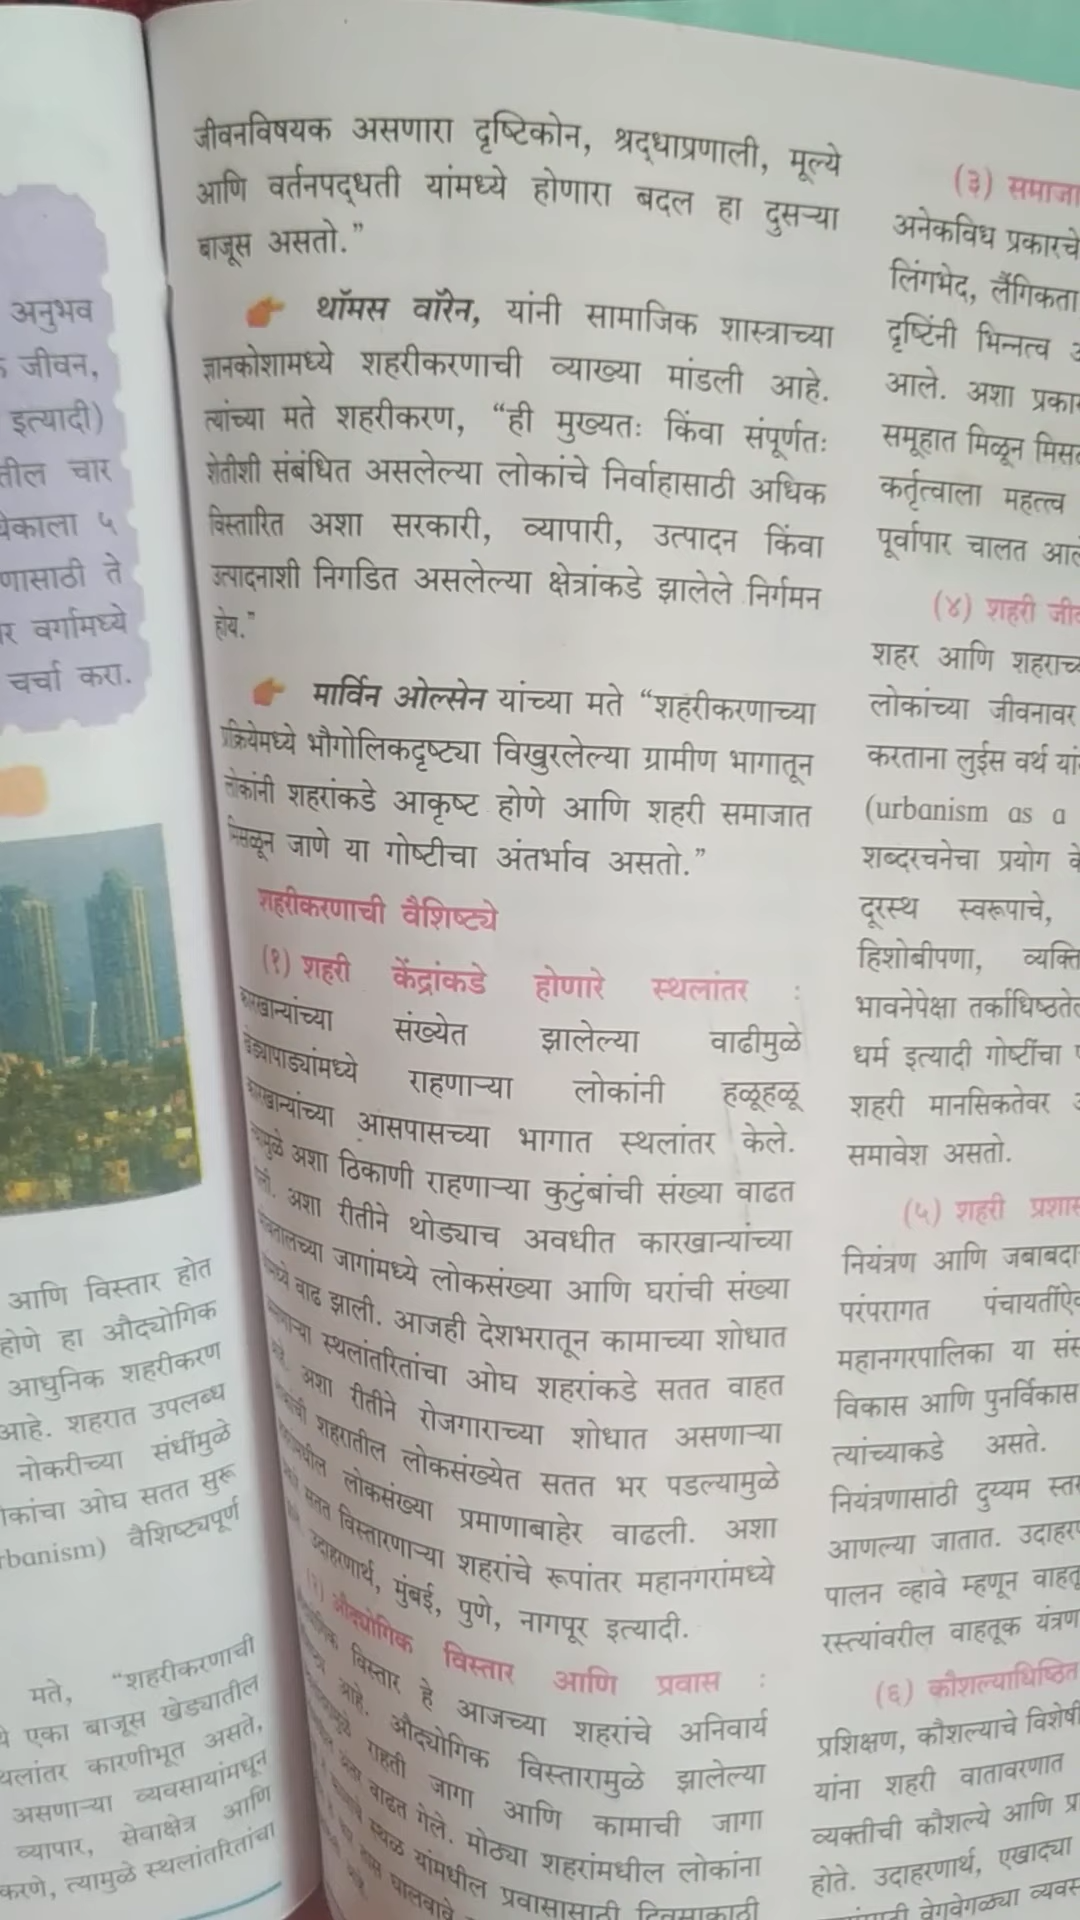 अनुभव
जीवन,
इत्यादी)
तील चार
येकाला ५
णासाठी ते
र वर्गामध्ये
चर्चा करा.
आणि विस्तार होत
होणे हा औद्योगिक
आधुनिक शहरीकरण
आहे. शहरात उपलब्ध
नोकरीच्या संधींमुळे
कांचा ओघ सतत सुरू
rbanism) वैशिष्ट्यपूर्ण
मते, “शहरीकरणाची
एका बाजूस खेड्यातील
थलांतर कारणीभूत असते,
असणाऱ्या व्यवसायांमधून
व्यापार, सेवाक्षेत्र आणि
करणे, त्यामुळे स्थलांतरितांचा
जीवनविषयक असणारा दृष्टिकोन, श्रद्धाप्रणाली, मूल्ये
आणि वर्तनपद्धती यांमध्ये होणारा बदल हा दुसऱ्या
बाजूस असतो.”
थॉमस वॉरेन, यांनी सामाजिक शास्त्राच्या
ज्ञानकोशामध्ये शहरीकरणाची व्याख्या मांडली आहे.
त्यांच्या मते शहरीकरण, “ही मुख्यतः किंवा संपूर्णतः
शेतीशी संबंधित असलेल्या लोकांचे निर्वाहासाठी अधिक
विस्तारित अशा सरकारी, व्यापारी, उत्पादन किंवा
उत्पादनाशी निगडित असलेल्या क्षेत्रांकडे झालेले निर्गमन
होय.”
मार्विन ओल्सेन यांच्या मते “शहरीकरणाच्या
प्रक्रियेमध्ये भौगोलिकदृष्ट्या विखुरलेल्या ग्रामीण भागातून
लोकांनी शहरांकडे आकृष्ट होणे आणि शहरी समाजात
मिसळून जाणे या गोष्टीचा अंतर्भाव असतो.”
शहरीकरणाची वैशिष्ट्ये
(१) शहरी केंद्रांकडे होणारे स्थलांतर :
कारखान्यांच्या संख्येत झालेल्या वाढीमुळे
खेड्यापाड्यांमध्ये राहणाऱ्या लोकांनी हळूहळू
कारखान्यांच्या आसपासच्या भागात स्थलांतर केले.
त्यामुळे अशा ठिकाणी राहणाऱ्या कुटुंबांची संख्या वाढत
अशा रीतीने थोड्याच अवधीत कारखान्यांच्या
जागांमध्ये लोकसंख्या आणि घरांची संख्या
वाढ झाली. आजही देशभरातून कामाच्या शोधात
स्थलांतरितांचा ओघ शहरांकडे सतत वाहत
अशा रीतीने रोजगाराच्या शोधात असणाऱ्या
शहरातील लोकसंख्येत सतत भर पडल्यामुळे
लोकसंख्या प्रमाणाबाहेर वाढली. अशा
सतत विस्तारणाऱ्या शहरांचे रूपांतर महानगरांमध्ये
उदाहरणार्थ, मुंबई, पुणे, नागपूर इत्यादी.
औद्योगिक विस्तार आणि प्रवास :
विस्तार हे आजच्या शहरांचे अनिवार्य
आहे. औद्योगिक विस्तारामुळे झालेल्या
राहती जागा आणि कामाची जागा
वाढत गेले. मोठ्या शहरांमधील लोकांना
स्थळ यांमधील प्रवासासाठी दिवसाकाठी
घालवावे
(३) समाजा
अनेकविध प्रकारचे
लिंगभेद, लैंगिकता
दृष्टिंनी भिन्नत्व
आले. अशा प्रका
समूहात मिळून मिस
कर्तृत्वाला महत्त्व
पूर्वापार चालत आले
(४) शहरी जी
शहर आणि शहराच
लोकांच्या जीवनावर
करताना लुईस वर्थ यां
(urbanism as a
शब्दरचनेचा प्रयोग के
दूरस्थ स्वरूपाचे,
हिशोबीपणा, व्यक्ति
भावनेपेक्षा तर्काधिष्ठते
धर्म इत्यादी गोष्टींचा
शहरी मानसिकतेवर
समावेश असतो.
(५) शहरी प्रशास
नियंत्रण आणि जबाबदा
परंपरागत पंचायतीऐ
महानगरपालिका या संस
विकास आणि पुनर्विकास
त्यांच्याकडे असते.
नियंत्रणासाठी दुय्यम स्त
आणल्या जातात. उदाहर
पालन व्हावे म्हणून वाहतू
रस्त्यांवरील वाहतूक यंत्रण
(६) कौशल्याधिष्ठित
प्रशिक्षण, कौशल्याचे विशेषी
यांना शहरी वातावरणात
व्यक्तीची कौशल्ये आणि प्र
होते. उदाहरणार्थ, एखाद्या
वेगवेगळ्या व्यवस